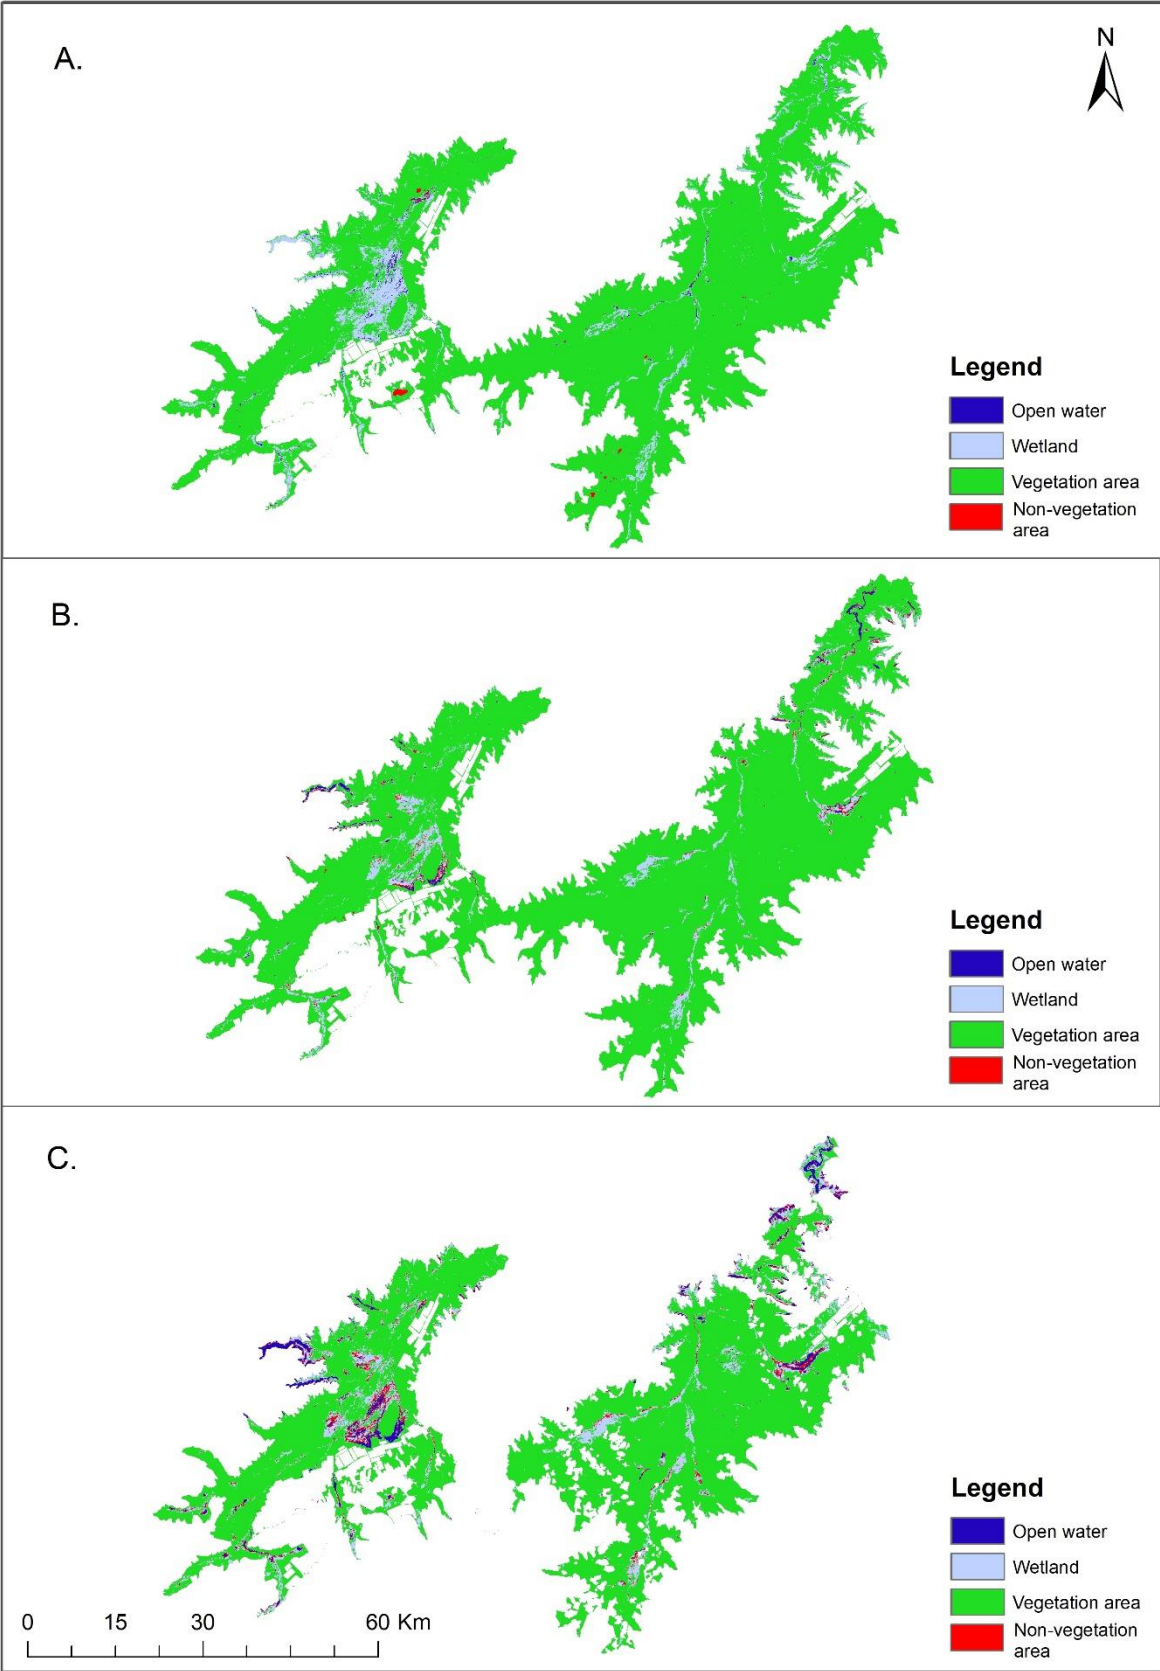 A.
N
Legend
Open water
Wetland
Vegetation area
Non-vegetation
area
B.
Legend
Open water
Wetland
Vegetation area
Non-vegetation
area
C.
Legend
Open water
Wetland
Vegetation area
Non-vegetation
area
0 15 30 60 Km